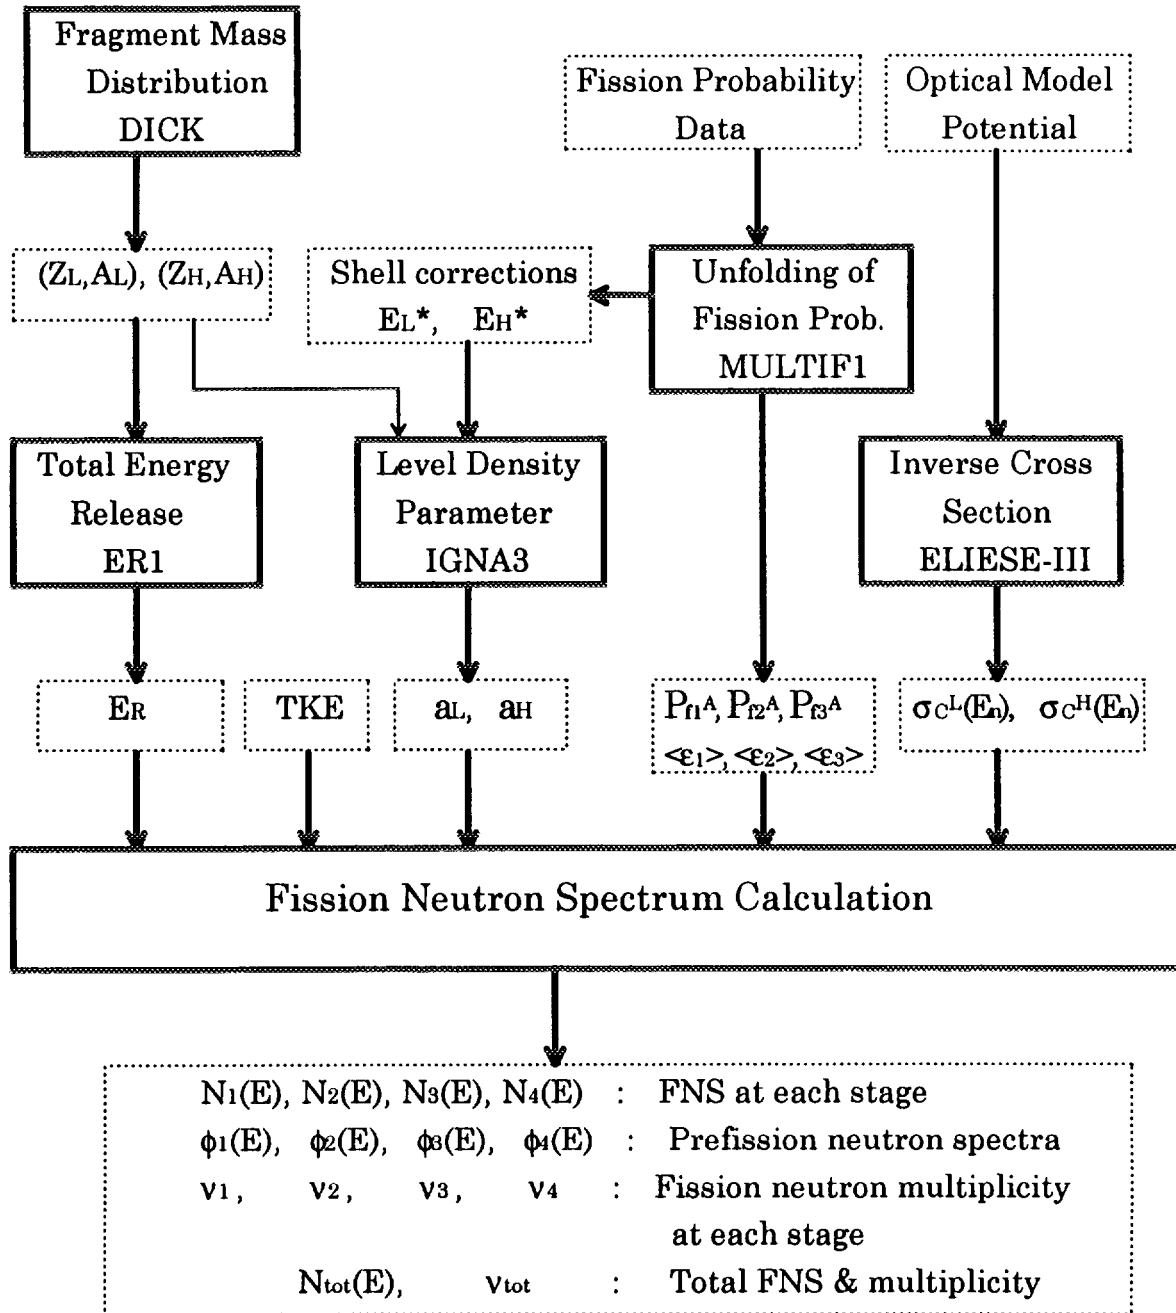 Fragment Mass
Distribution
DICK
Fission Probability
Data
Optical Model
Potential
(ZL,AL), (ZH,AH)
Shell corrections
EL*, EH*
Unfolding of
Fission Prob.
MULTIF1
Total Energy
Release
ER1
Level Density
Parameter
IGNA3
Inverse Cross
Section
ELIESE-III
ER
TKE
aL, aH
Pf1A, Pf2A, Pf3A
<ε1>, <ε2>, <ε3>
σCL(En), σCH(En)
Fission Neutron Spectrum Calculation
N1(E), N2(E), N3(E), N4(E) : FNS at each stage
ϕ1(E), ϕ2(E), ϕ3(E), ϕ4(E) : Prefission neutron spectra
ν1, ν2, ν3, ν4 : Fission neutron multiplicity
at each stage
Ntot(E), νtot : Total FNS & multiplicity